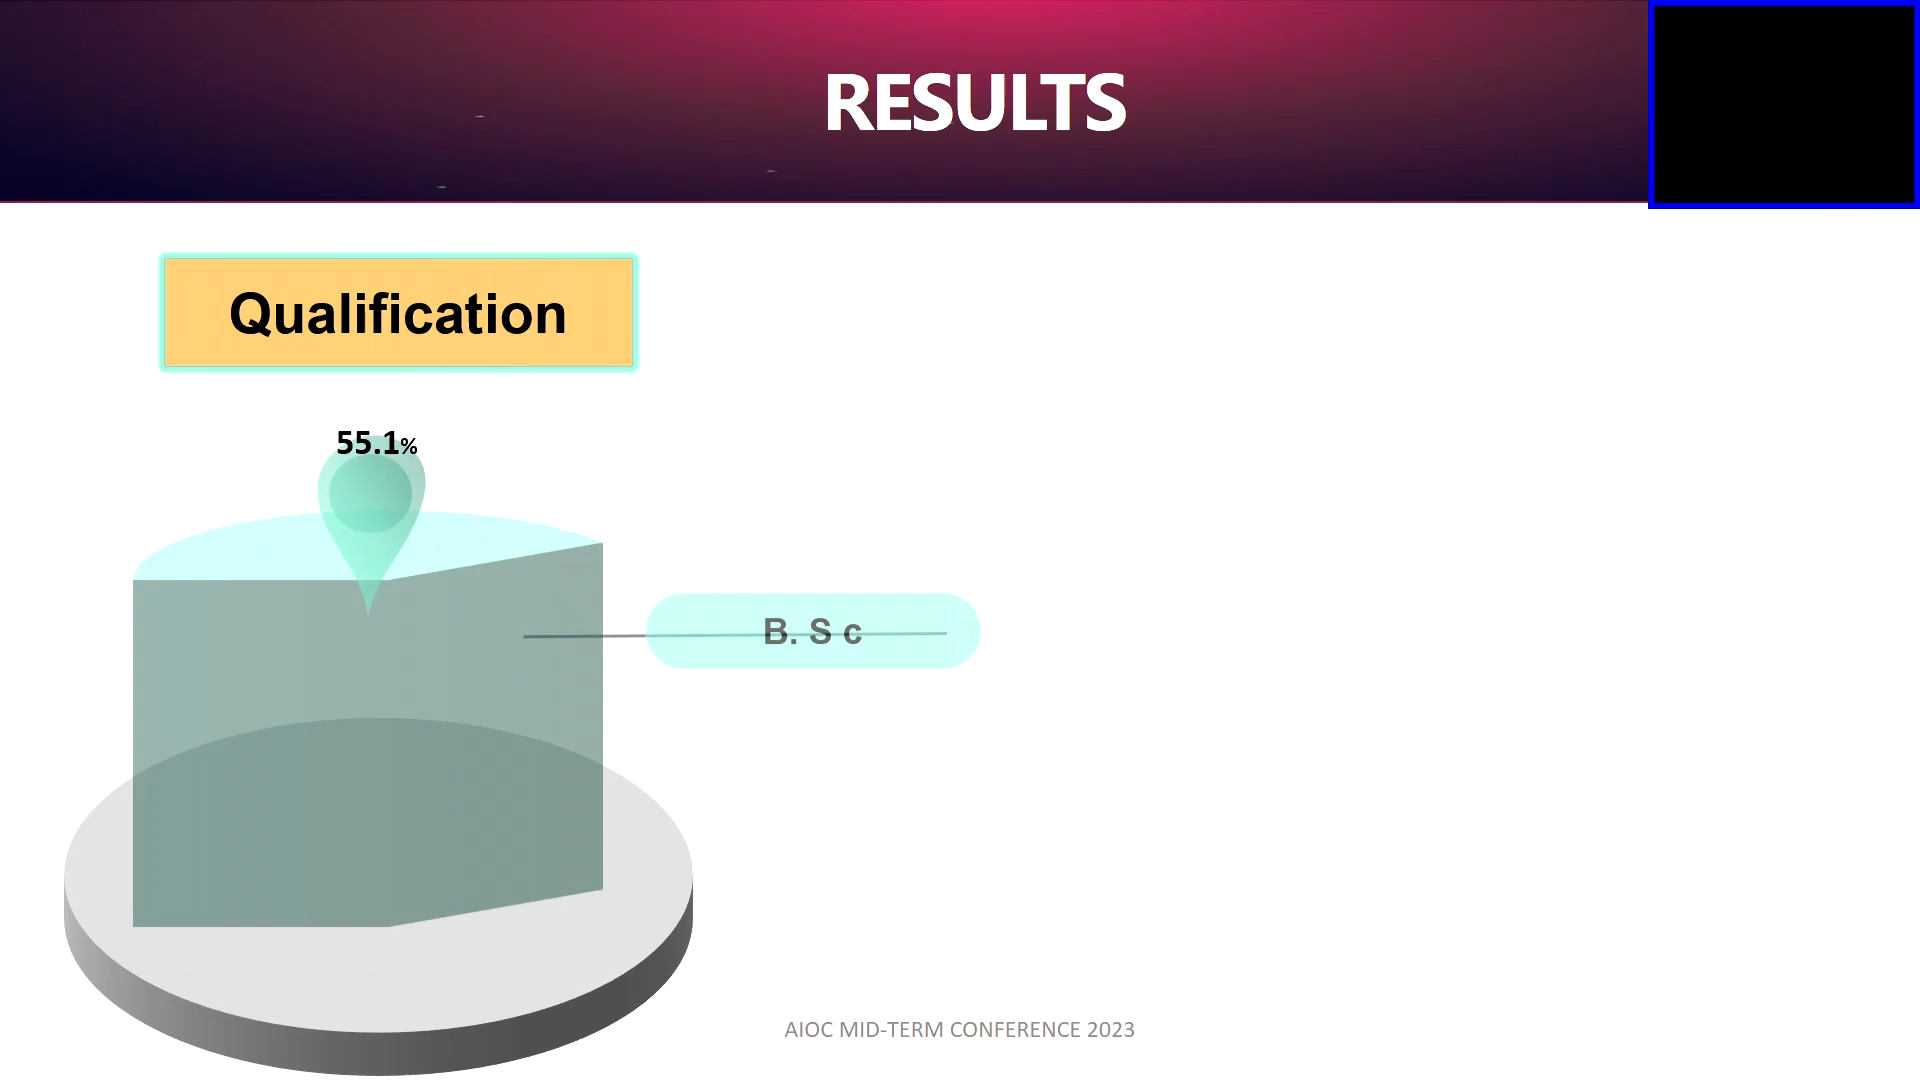 RESULTS
Qualification
55.1%
B. S c
AIOC MID-TERM CONFERENCE 2023